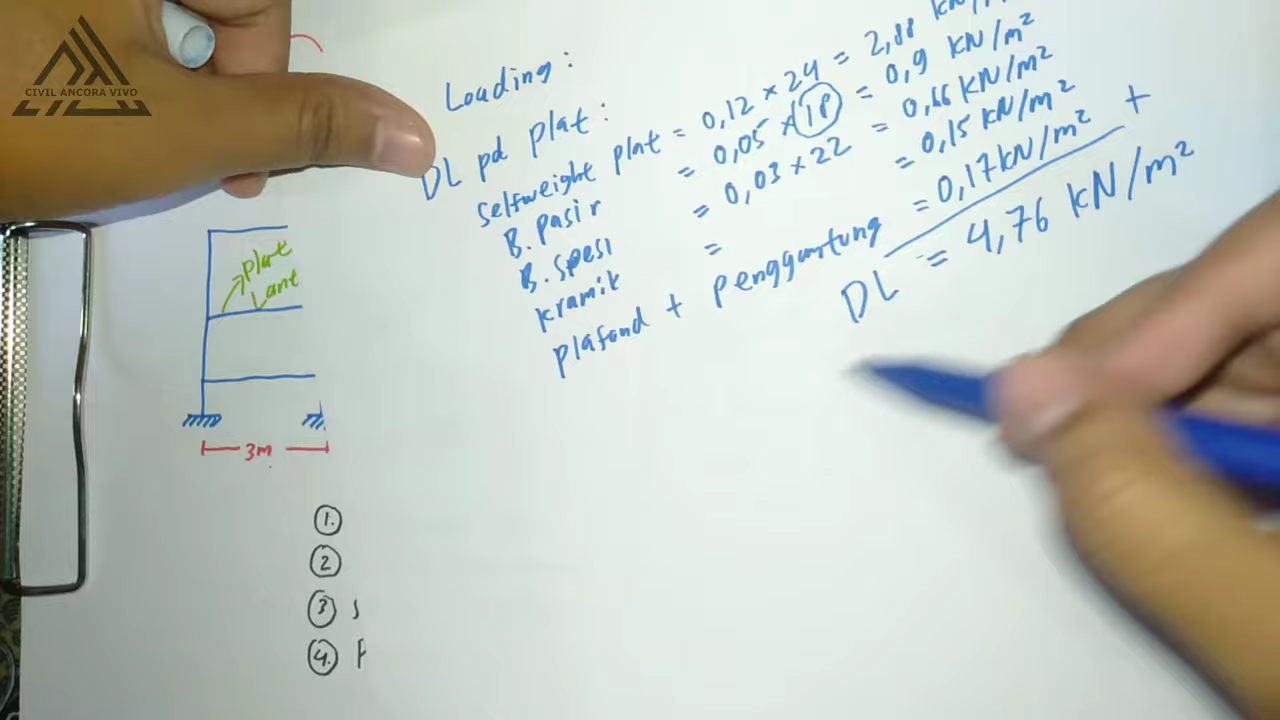 CIVIL ANCORA VIVO
Loading :
DL pd plat :
Selfweight plat = 0,12 × 24 = 2,88 kN/
B. pasir = 0,05 × 18 = 0,9 kN/m²
B. spesi = 0,03 × 22 = 0,66 kN/m²
kramik = = 0,15 kN/m²
plafond + penggantung = 0,17 kN/m² +
DL = 4,76 kN/m²
plat
Lant
3m
1.
2
3 s
4. P